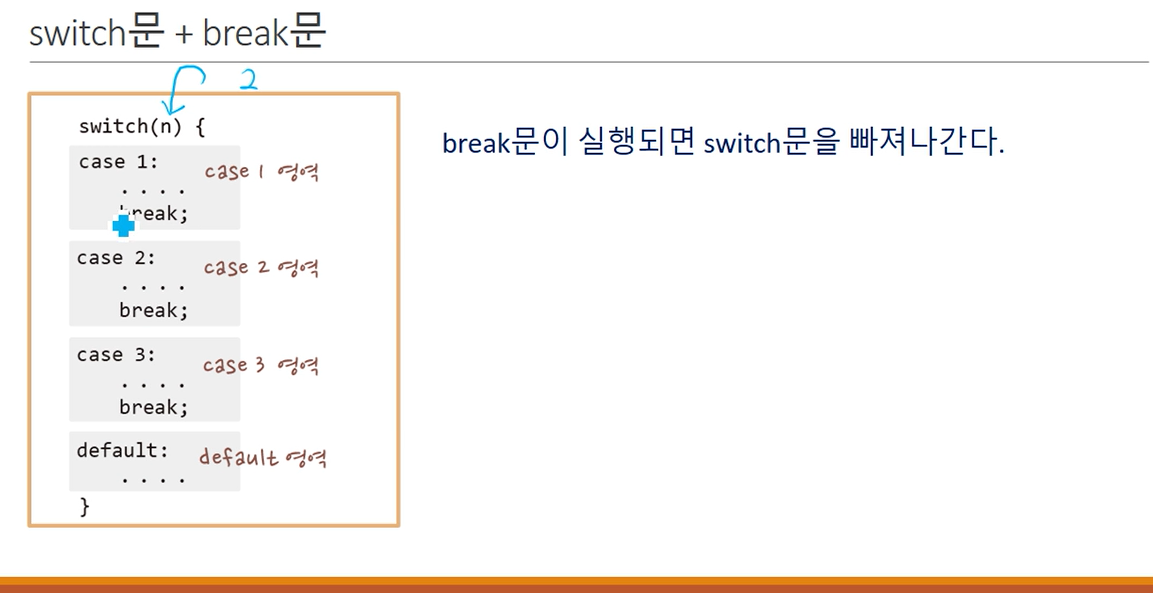 switch문 + break문
2
switch(n) {
case 1:
case 1 영역
. . . .
break;
case 2:
case 2 영역
. . . .
break;
case 3:
case 3 영역
. . . .
break;
default:
default 영역
. . . .
}
break문이 실행되면 switch문을 빠져나간다.